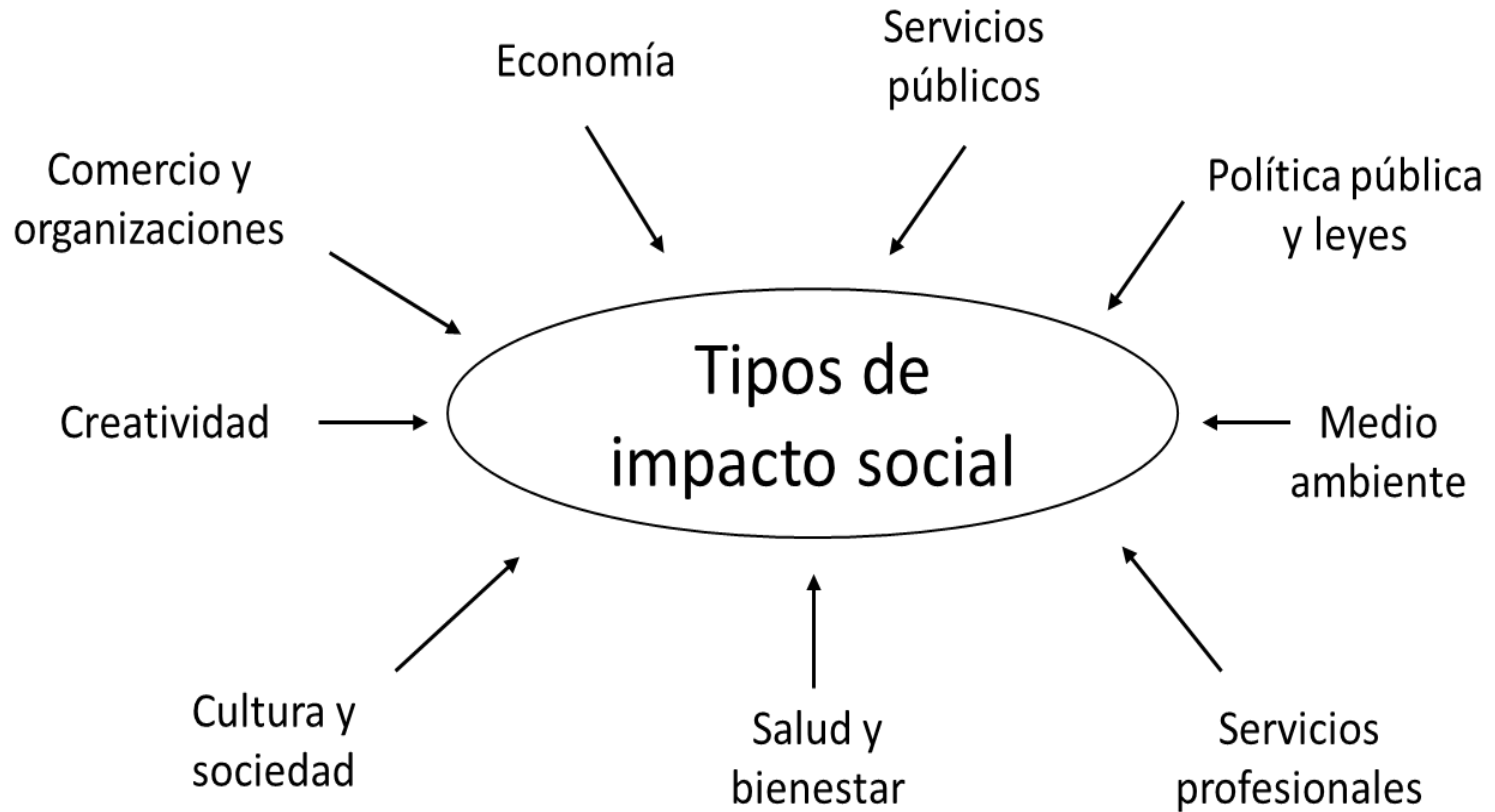 Economía
Servicios
públicos
Comercio y
organizaciones
Política pública
y leyes
Tipos de
impacto social
Creatividad
Medio
ambiente
Cultura y
sociedad
Salud y
bienestar
Servicios
profesionales